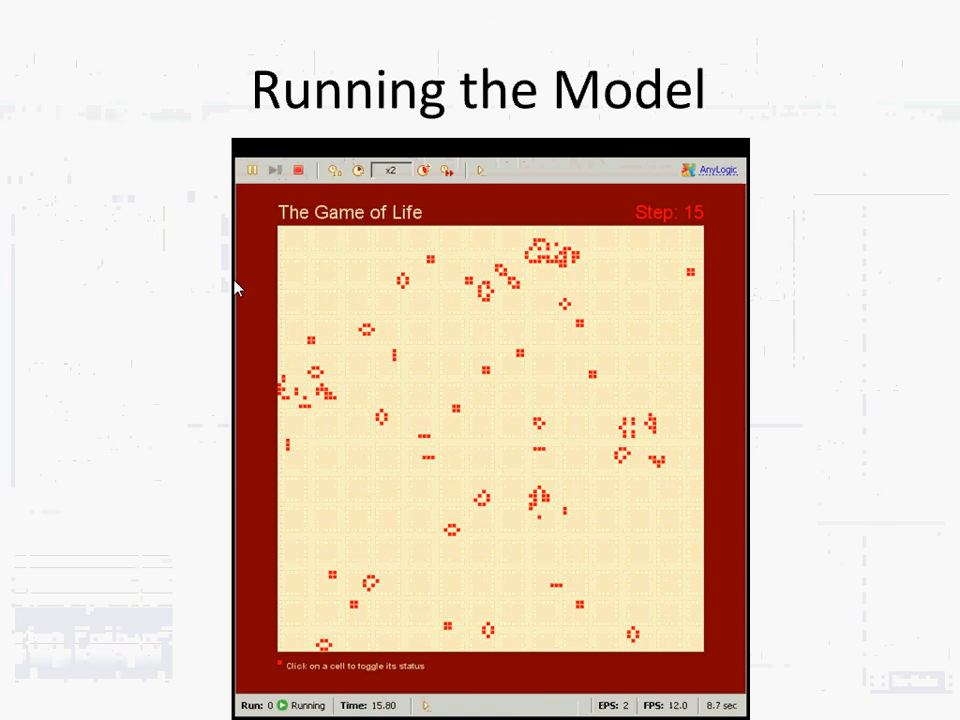 Running the Model
x2
AnyLogic
The Game of Life
Step: 15
Click on a cell to toggle its status
Run: 0 Running Time: 15.80 EPS: 2 FPS: 12.0 8.7 sec